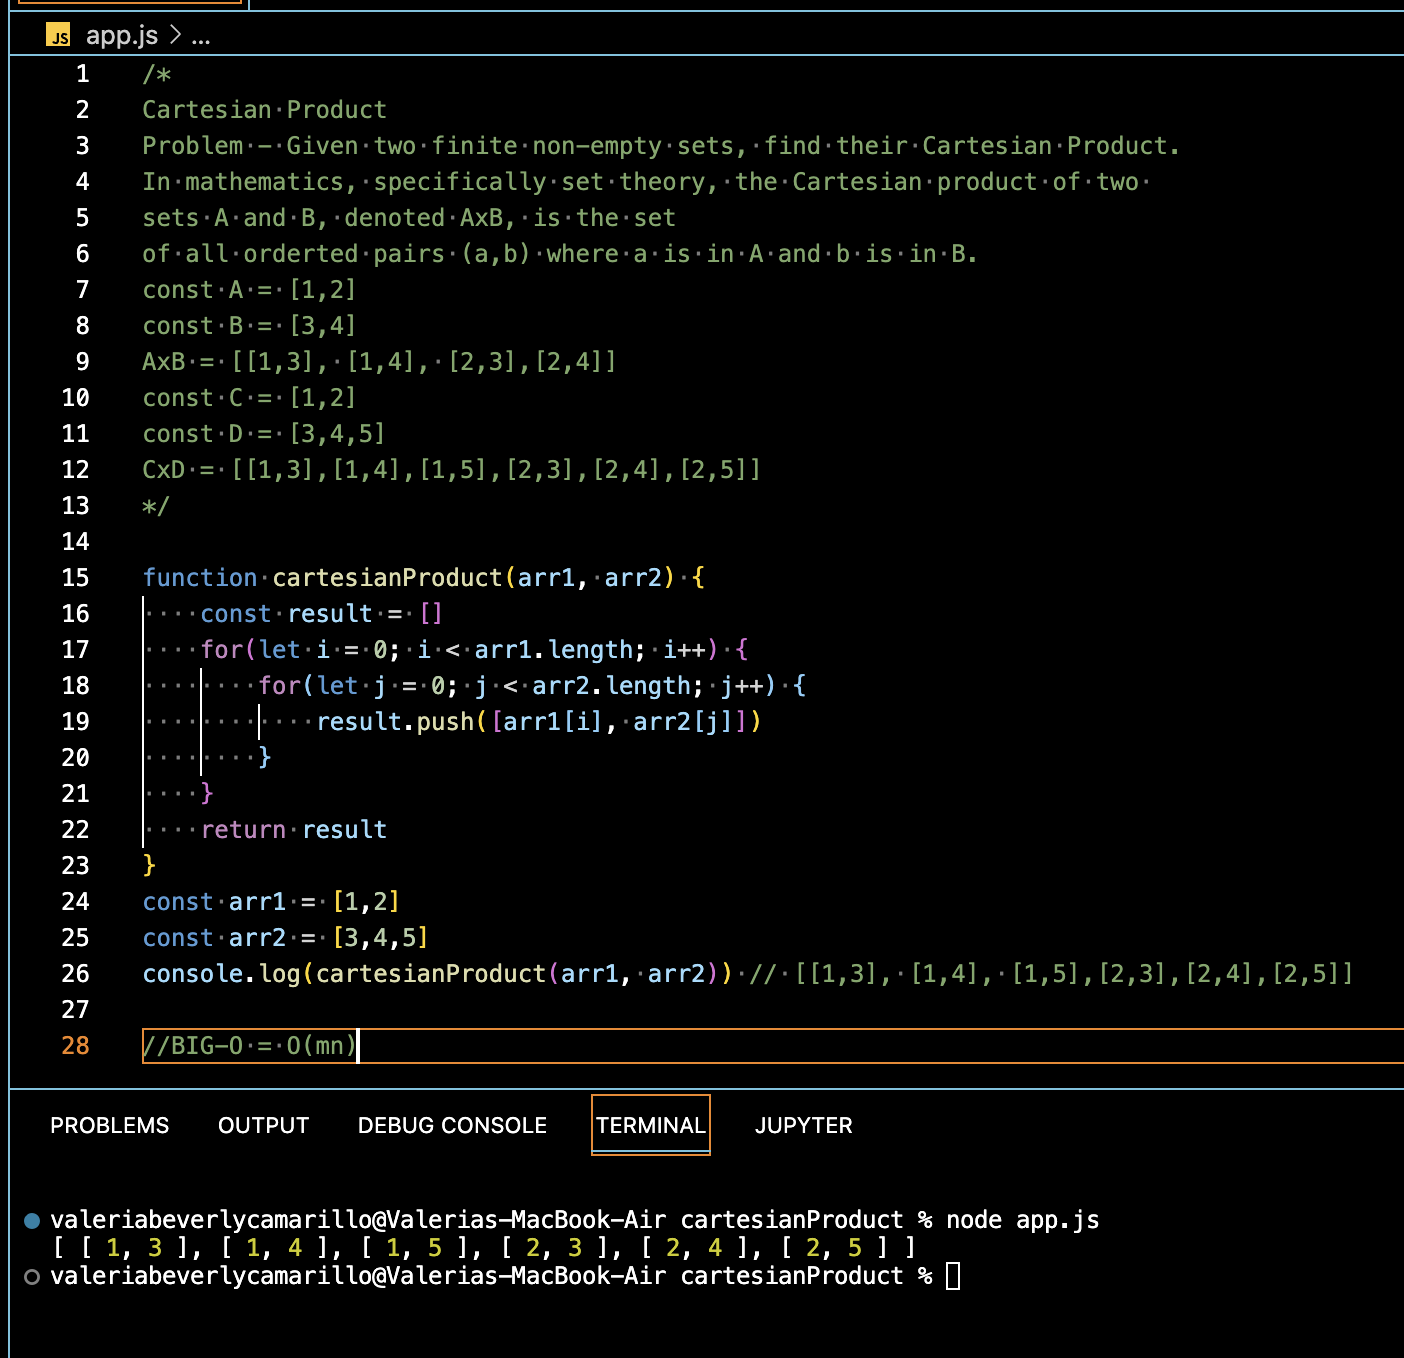 JS app.js > ...
1 /*
2 Cartesian Product
3 Problem - Given two finite non-empty sets, find their Cartesian Product.
4 In mathematics, specifically set theory, the Cartesian product of two
5 sets A and B, denoted AxB, is the set
6 of all orderted pairs (a,b) where a is in A and b is in B.
7 const A = [1,2]
8 const B = [3,4]
9 AxB = [[1,3], [1,4], [2,3],[2,4]]
10 const C = [1,2]
11 const D = [3,4,5]
12 CxD = [[1,3],[1,4],[1,5],[2,3],[2,4],[2,5]]
13 */
14
15 function cartesianProduct(arr1, arr2) {
16     const result = []
17     for(let i = 0; i < arr1.length; i++) {
18         for(let j = 0; j < arr2.length; j++) {
19             result.push([arr1[i], arr2[j]])
20         }
21     }
22     return result
23 }
24 const arr1 = [1,2]
25 const arr2 = [3,4,5]
26 console.log(cartesianProduct(arr1, arr2)) // [[1,3], [1,4], [1,5],[2,3],[2,4],[2,5]]
27
28 //BIG-O = O(mn)
PROBLEMS OUTPUT DEBUG CONSOLE TERMINAL JUPYTER
valeriabeverlycamarillo@Valerias-MacBook-Air cartesianProduct % node app.js
[ [ 1, 3 ], [ 1, 4 ], [ 1, 5 ], [ 2, 3 ], [ 2, 4 ], [ 2, 5 ] ]
valeriabeverlycamarillo@Valerias-MacBook-Air cartesianProduct %